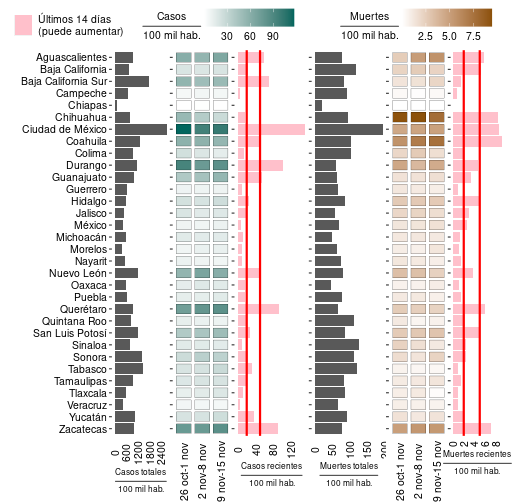 Últimos 14 días
(puede aumentar)
Casos
100 mil hab.
30 60 90
Muertes
100 mil hab.
2.5 5.0 7.5
Aguascalientes
Baja California
Baja California Sur
Campeche
Chiapas
Chihuahua
Ciudad de México
Coahuila
Colima
Durango
Guanajuato
Guerrero
Hidalgo
Jalisco
México
Michoacán
Morelos
Nayarit
Nuevo León
Oaxaca
Puebla
Querétaro
Quintana Roo
San Luis Potosí
Sinaloa
Sonora
Tabasco
Tamaulipas
Tlaxcala
Veracruz
Yucatán
Zacatecas
0 600 1200 1800 2400
Casos totales
100 mil hab.
26 oct-1 nov
2 nov-8 nov
9 nov-15 nov
0 40 80 120
Casos recientes
100 mil hab.
0 50 100 150 200
Muertes totales
100 mil hab.
26 oct-1 nov
2 nov-8 nov
9 nov-15 nov
0 2 4 6 8
Muertes recientes
100 mil hab.